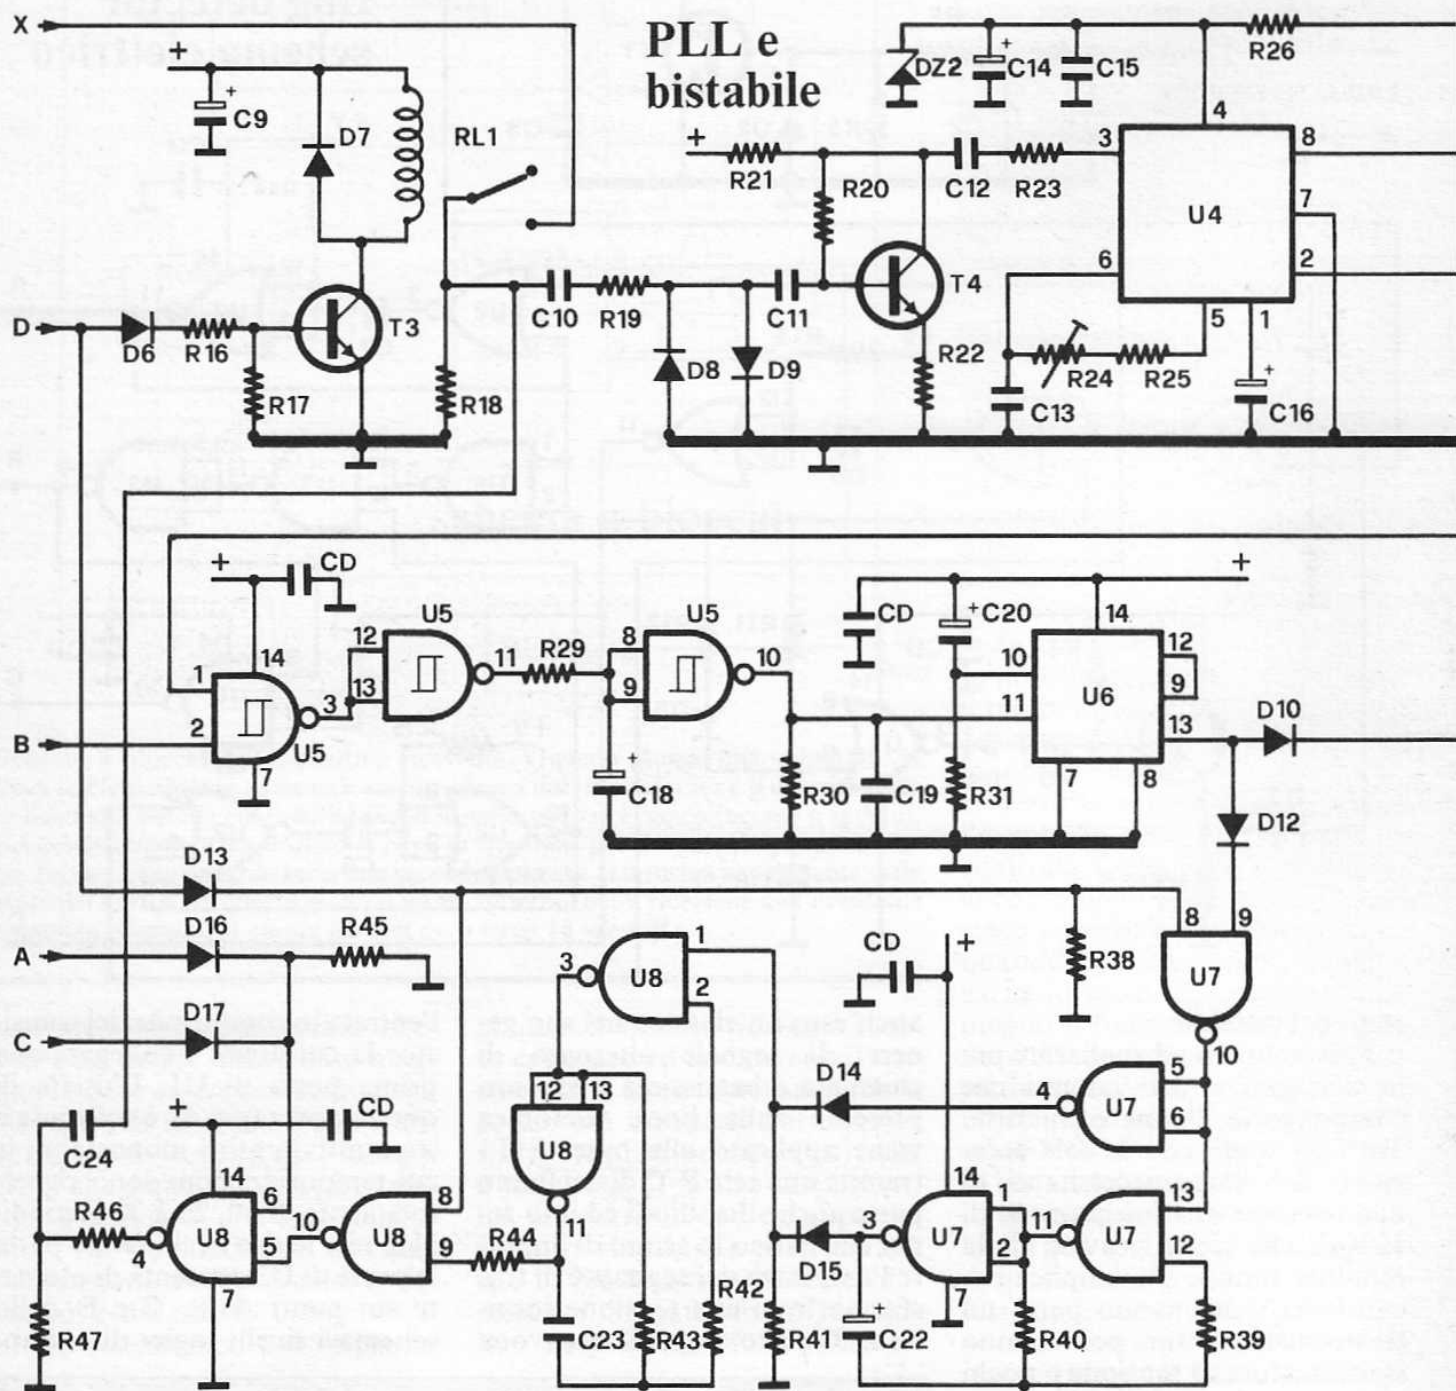 X
PLL e
bistabile
+
+
C9
D7
RL1
DZ2
+
C14
C15
R26
4
+
R21
R20
C12
R23
3
8
U4
7
6
2
5
1
T4
D
D6
R16
T3
C10
R19
C11
R17
R18
D8
D9
R22
R24
R25
C13
+
C16
+
CD
U5
U5
12
11
R29
8
10
13
9
14
1
3
2
U5
B
7
+
C18
R30
C19
R31
+
CD
+
C20
14
10
12
U6
9
11
13
D10
7
8
D12
D13
A
D16
R45
C
D17
3
U8
1
2
CD
+
R38
8
9
U7
10
12
13
U8
11
D14
4
U7
5
6
C24
+
CD
14
R46
U8
6
4
5
7
10
U8
8
9
R44
3
U7
14
1
2
7
11
U7
13
12
D15
R47
C23
R43
R42
R41
+
C22
R40
R39